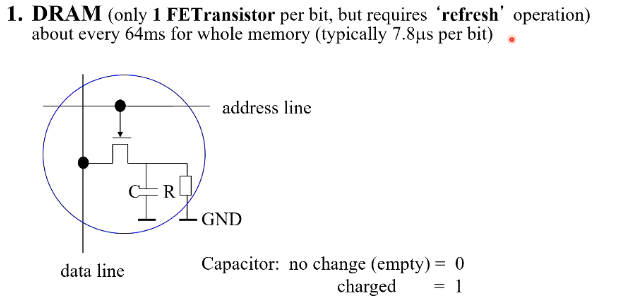 1. DRAM (only 1 FETransistor per bit, but requires ‘refresh’ operation)
about every 64ms for whole memory (typically 7.8µs per bit)
address line
C R
GND
data line
Capacitor: no change (empty) = 0
charged = 1